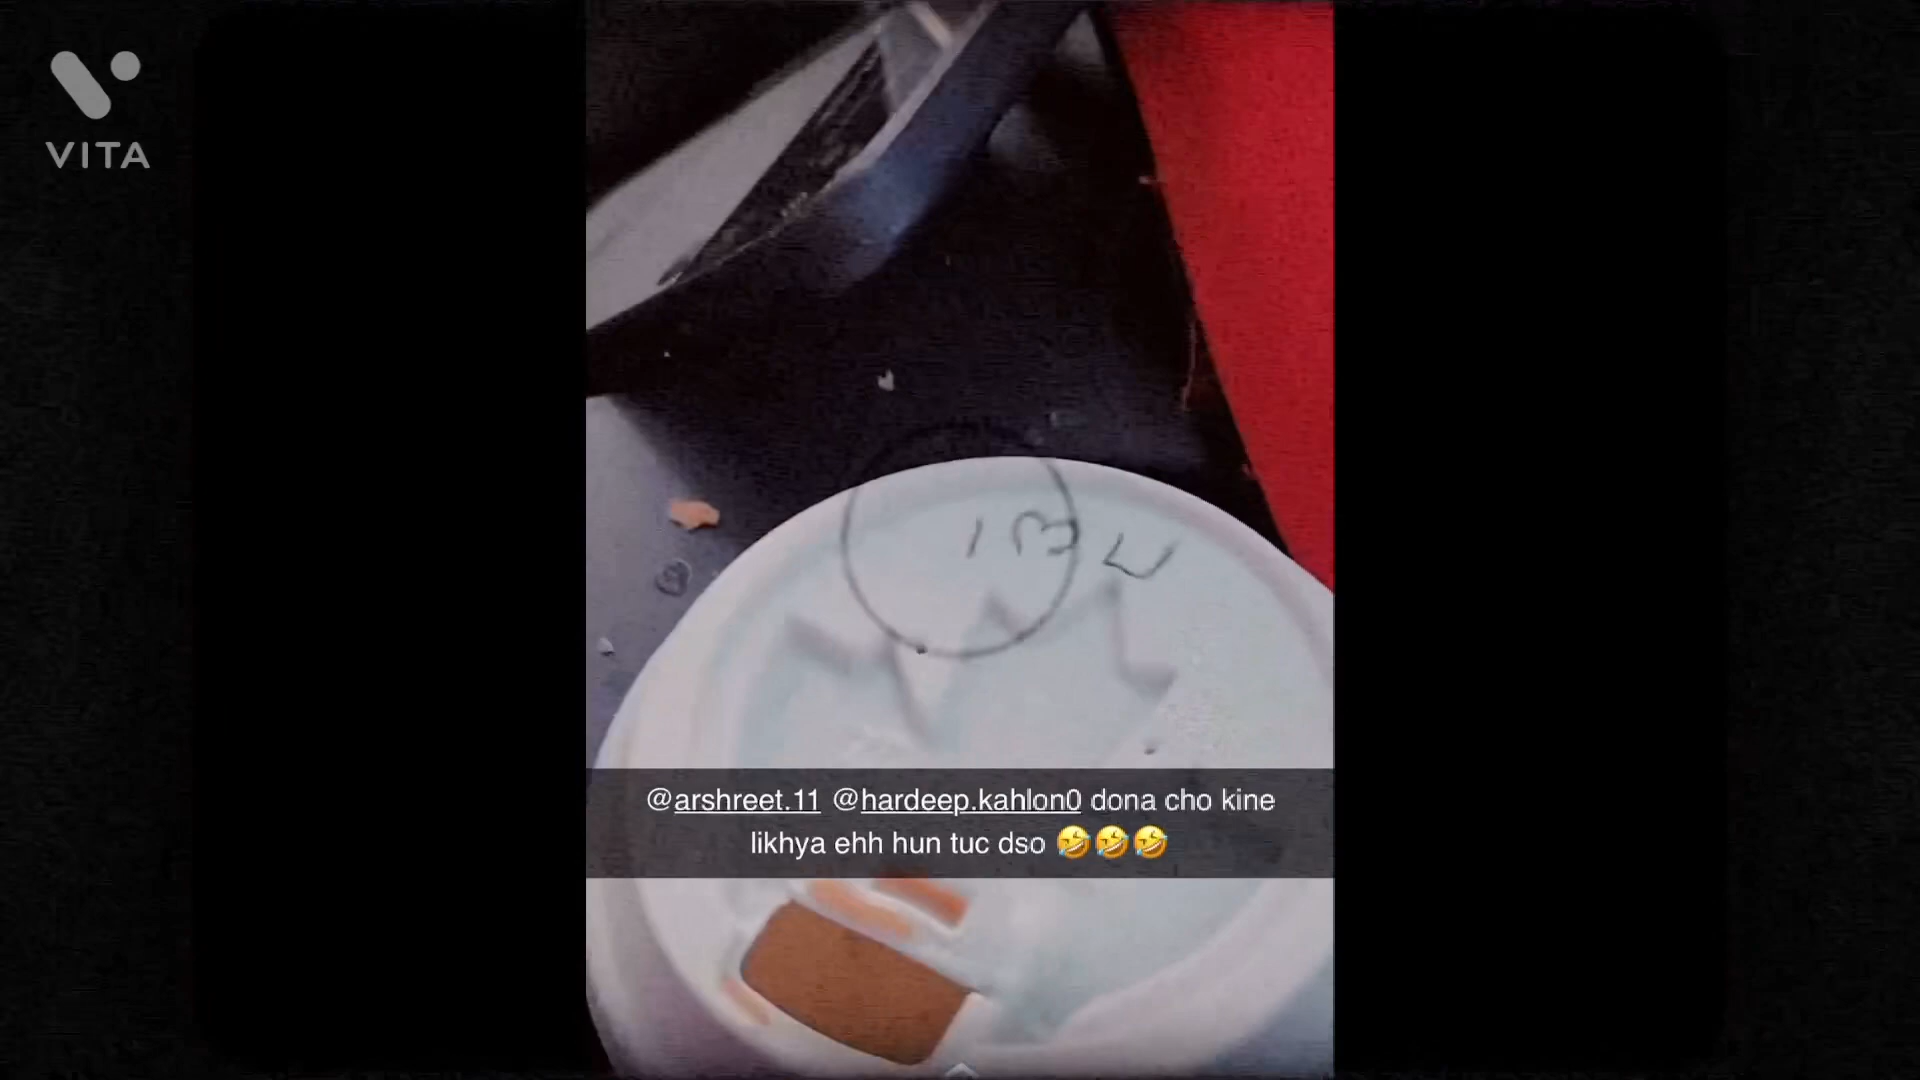 VITA
@arshreet.11 @hardeep.kahlon0 dona cho kine
likhya ehh hun tuc dso 🤣🤣🤣